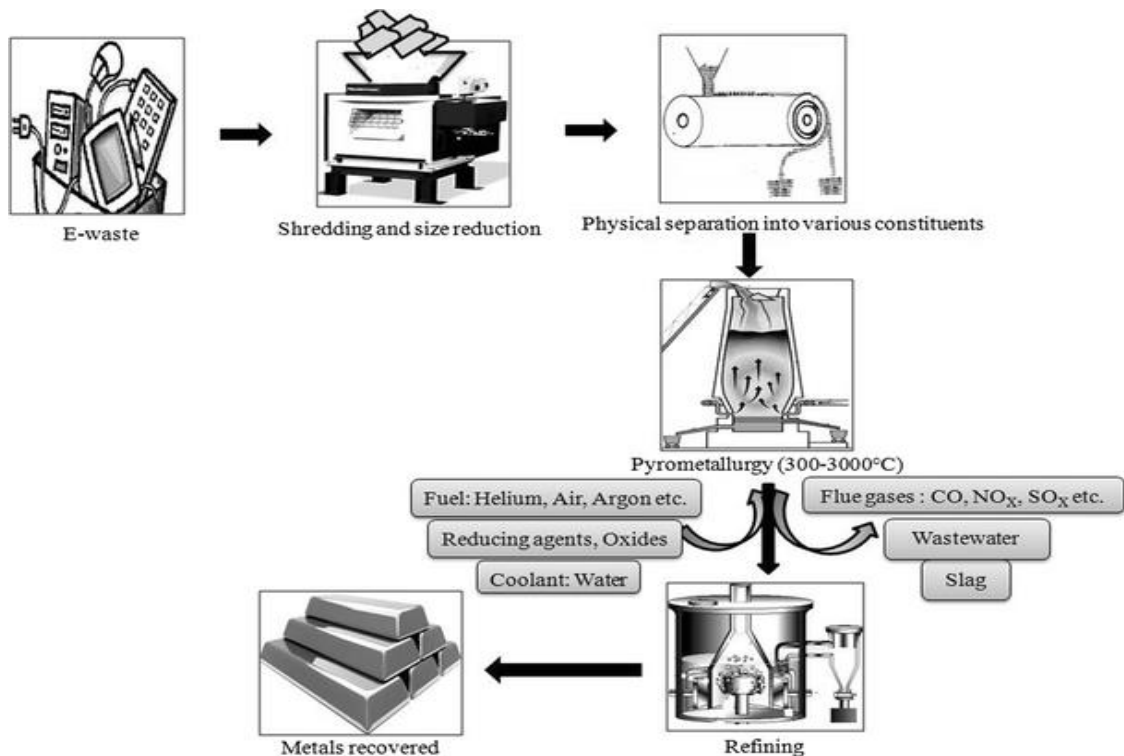 E-waste
Shredding and size reduction
Physical separation into various constituents
Pyrometallurgy (300-3000°C)
Fuel: Helium, Air, Argon etc.
Reducing agents, Oxides
Coolant: Water
Flue gases : CO, NOX, SOX etc.
Wastewater
Slag
Refining
Metals recovered